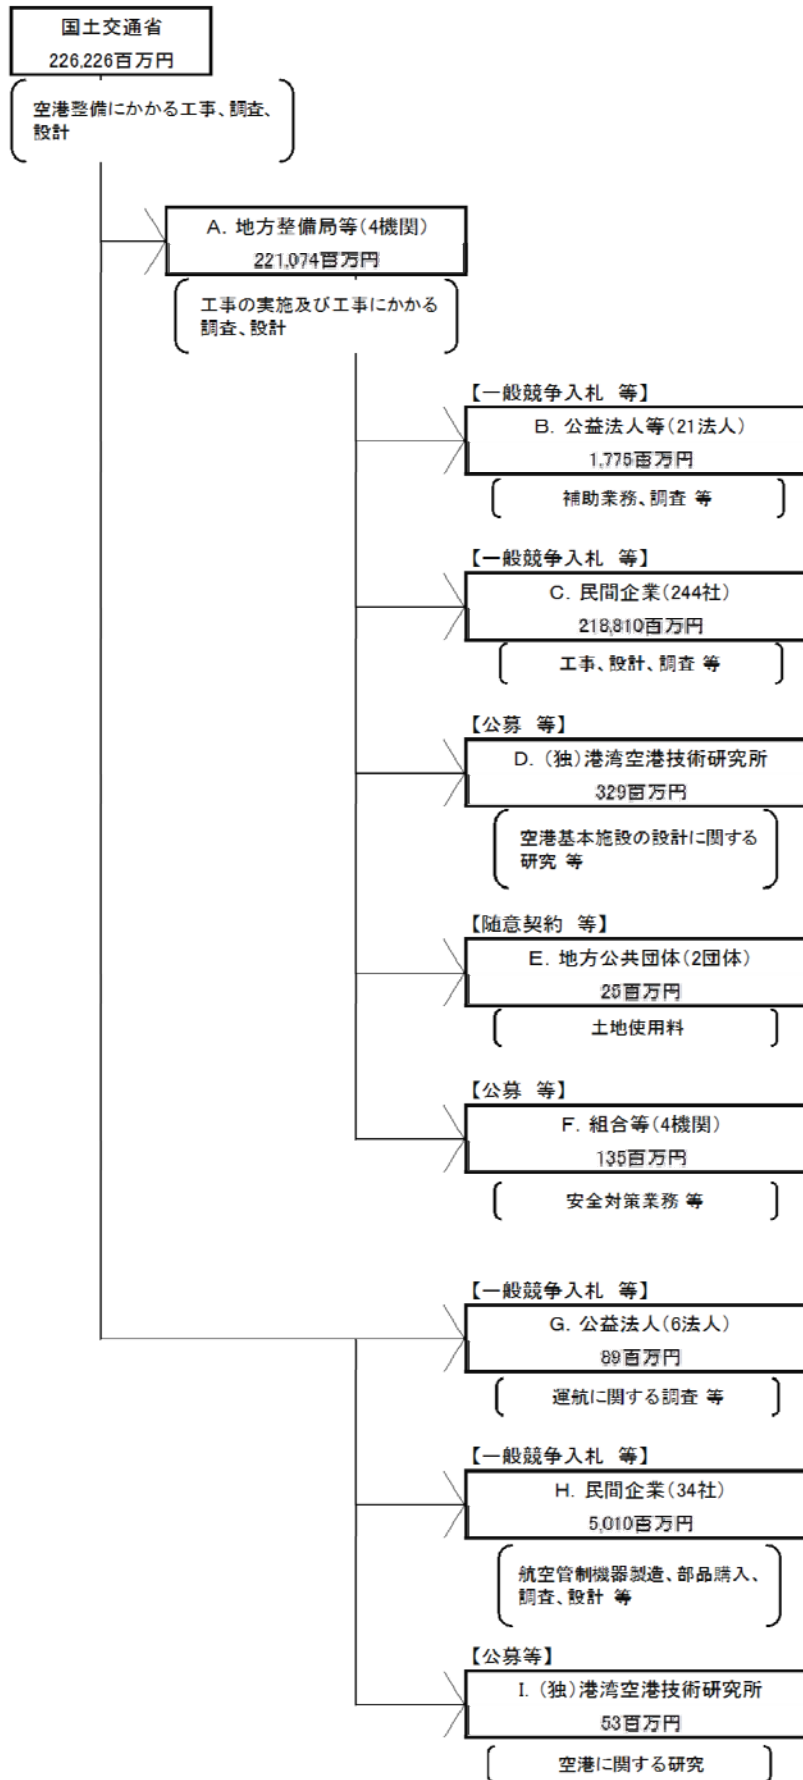 国土交通省
226,226百万円
空港整備にかかる工事、調査、
設計
A. 地方整備局等(4機関)
221,074百万円
工事の実施及び工事にかかる
調査、設計
【一般競争入札 等】
B. 公益法人等(21法人)
1,775百万円
補助業務、調査 等
【一般競争入札 等】
C. 民間企業(244社)
218,810百万円
工事、設計、調査 等
【公募 等】
D. (独)港湾空港技術研究所
329百万円
空港基本施設の設計に関する
研究 等
【随意契約 等】
E. 地方公共団体(2団体)
25百万円
土地使用料
【公募 等】
F. 組合等(4機関)
135百万円
安全対策業務 等
【一般競争入札 等】
G. 公益法人(6法人)
89百万円
運航に関する調査 等
【一般競争入札 等】
H. 民間企業(34社)
5,010百万円
航空管制機器製造、部品購入、
調査、設計 等
【公募等】
I. (独)港湾空港技術研究所
53百万円
空港に関する研究